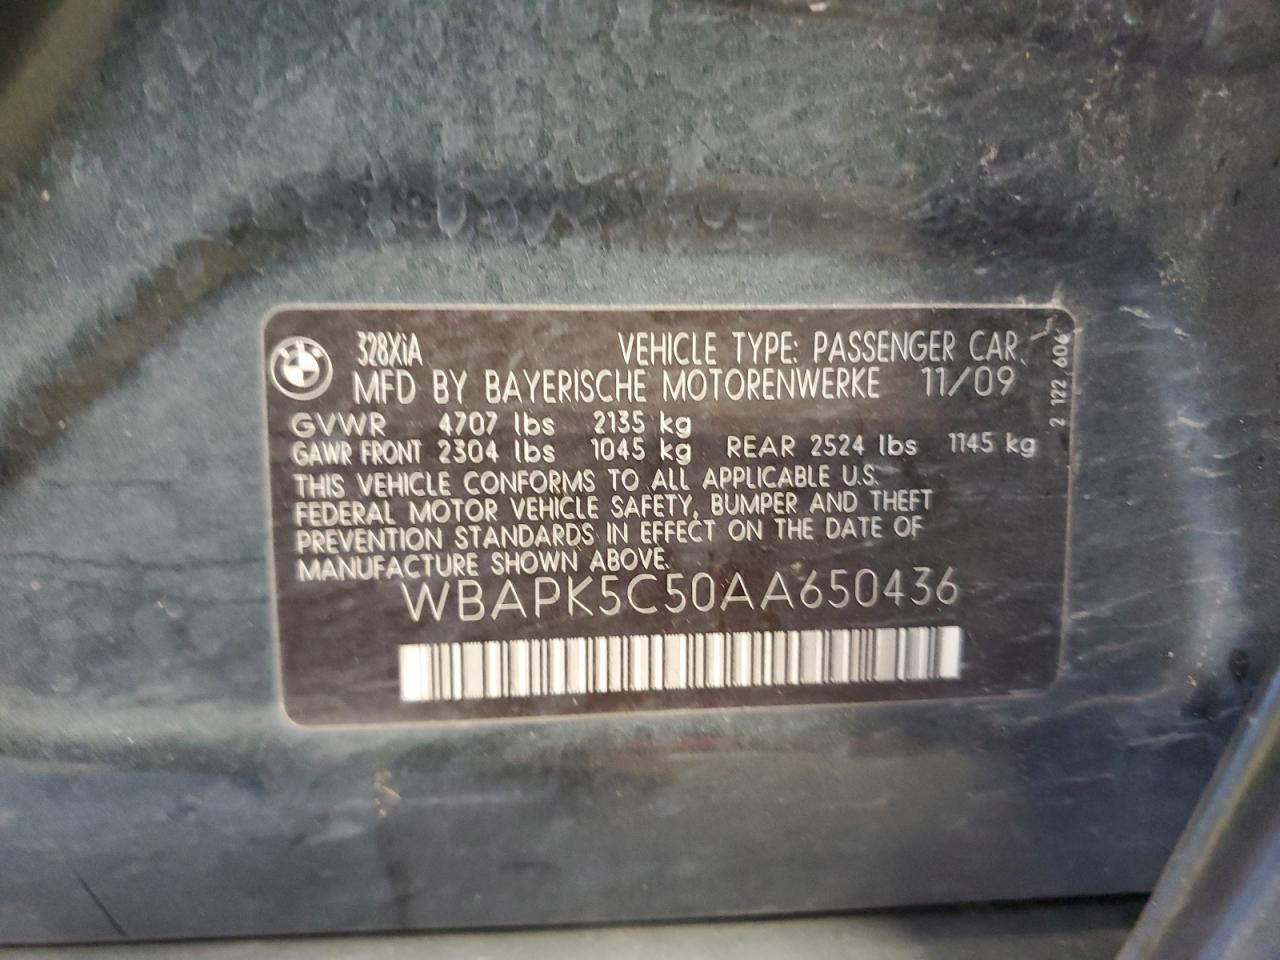 328XiA VEHICLE TYPE: PASSENGER CAR
MFD BY BAYERISCHE MOTORENWERKE 11/09
GVWR 4707 lbs 2135 kg
GAWR FRONT 2304 lbs 1045 kg REAR 2524 lbs 1145 kg
THIS VEHICLE CONFORMS TO ALL APPLICABLE U.S.
FEDERAL MOTOR VEHICLE SAFETY, BUMPER AND THEFT
PREVENTION STANDARDS IN EFFECT ON THE DATE OF
MANUFACTURE SHOWN ABOVE.
WBAPK5C50AA650436
2 122 606